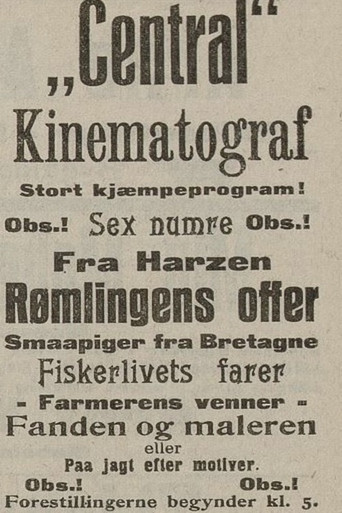 „Central“
Kinematograf
Stort kjæmpeprogram!
Obs.! Sex numre Obs.!
Fra Harzen
Rømlingens offer
Smaapiger fra Bretagne
Fiskerlivets farer
- Farmerens venner -
Fanden og maleren
eller
Paa jagt efter motiver.
Obs.! Obs.!
Forestillingerne begynder kl. 5.